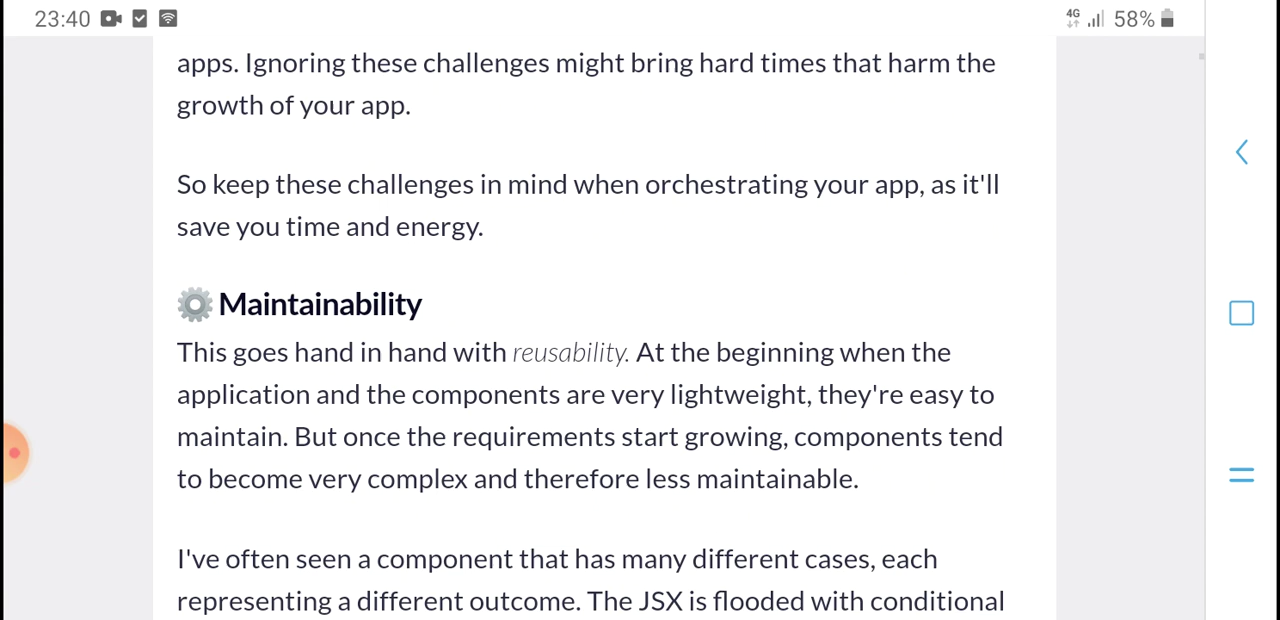 23:40
4G
58%
apps. Ignoring these challenges might bring hard times that harm the
growth of your app.
So keep these challenges in mind when orchestrating your app, as it'll
save you time and energy.
Maintainability
This goes hand in hand with reusability. At the beginning when the
application and the components are very lightweight, they're easy to
maintain. But once the requirements start growing, components tend
to become very complex and therefore less maintainable.
I've often seen a component that has many different cases, each
representing a different outcome. The JSX is flooded with conditional